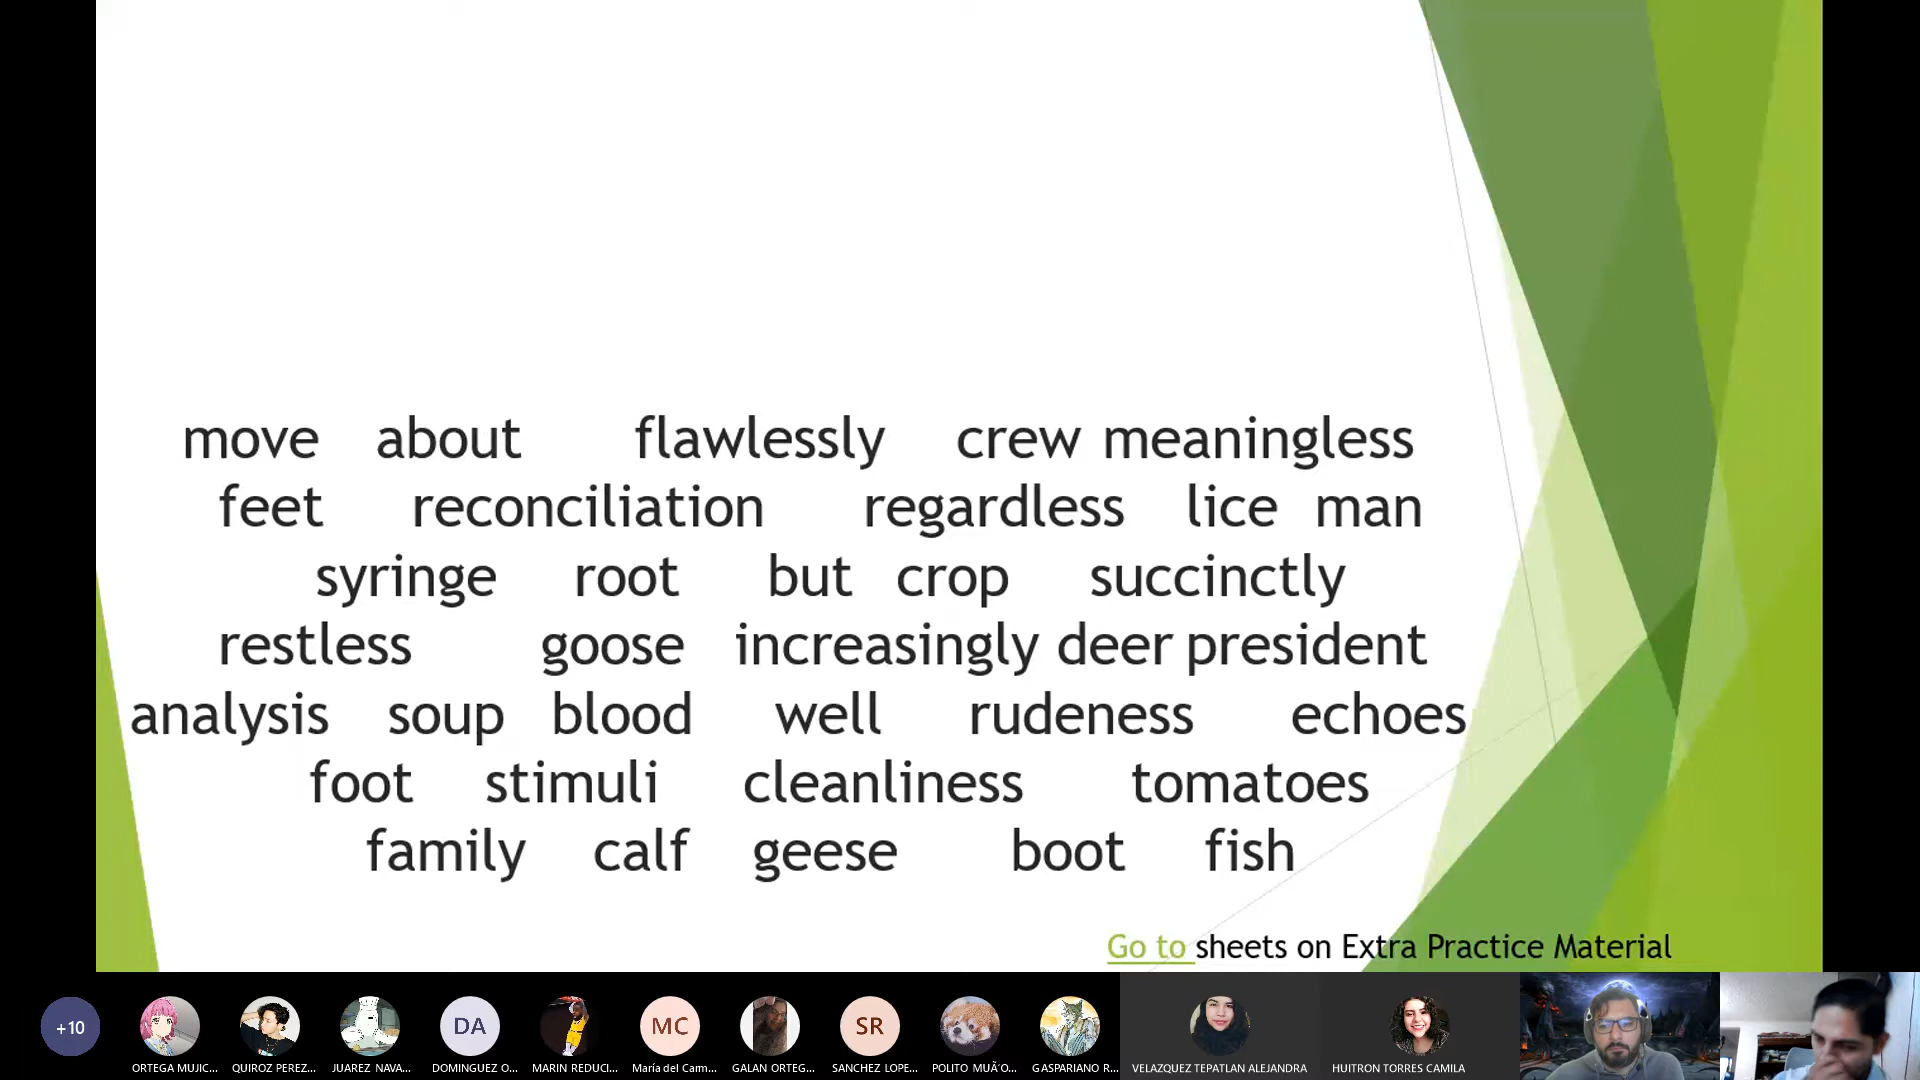 move about flawlessly crew meaningless
feet reconciliation regardless lice man
syringe root but crop succinctly
restless goose increasingly deer president
analysis soup blood well rudeness echoes
foot stimuli cleanliness tomatoes
family calf geese boot fish
Go to sheets on Extra Practice Material
+10 DA MC SR
ORTEGA MUJIC... QUIROZ PEREZ... JUAREZ NAVA... DOMINGUEZ O... MARIN REDUCI... María del Carm... GALAN ORTEG... SANCHEZ LOPE... POLITO MUÃ'O... GASPARIANO R... VELAZQUEZ TEPATLAN ALEJANDRA HUITRON TORRES CAMILA